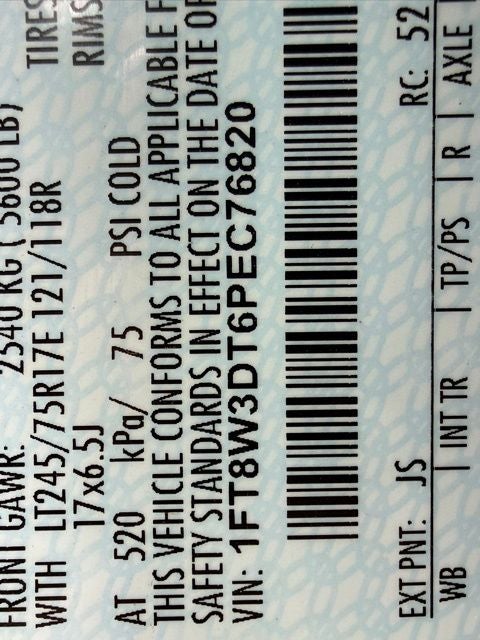 FRONT GAWR: 2540 KG ( 5600 LB)
WITH LT245/75R17E 121/118R TIRES
17x6.5J RIMS
AT 520 kPa/ 75 PSI COLD
THIS VEHICLE CONFORMS TO ALL APPLICABLE F
SAFETY STANDARDS IN EFFECT ON THE DATE OF
VIN: 1FT8W3DT6PEC76820
EXT PNT: JS RC: 52
WB | INT TR | TP/PS | R | AXLE